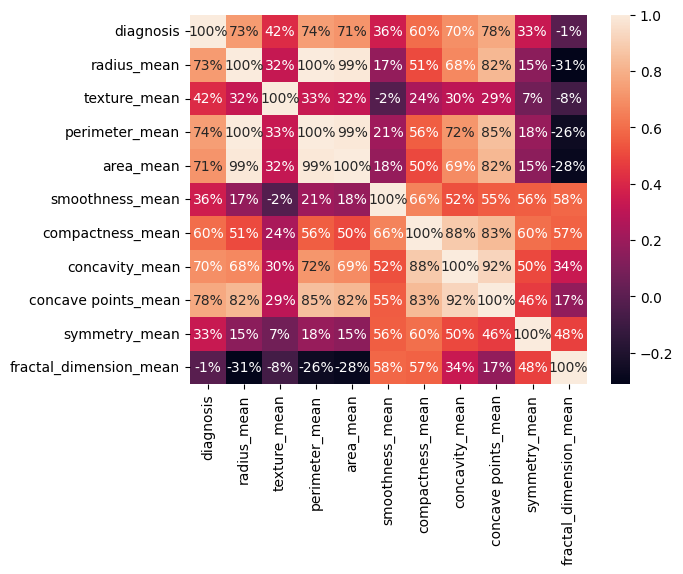 diagnosis 100% 73% 42% 74% 71% 36% 60% 70% 78% 33% -1%
radius_mean 73% 100% 32% 100% 99% 17% 51% 68% 82% 15% -31%
texture_mean 42% 32% 100% 33% 32% -2% 24% 30% 29% 7% -8%
perimeter_mean 74% 100% 33% 100% 99% 21% 56% 72% 85% 18% -26%
area_mean 71% 99% 32% 99% 100% 18% 50% 69% 82% 15% -28%
smoothness_mean 36% 17% -2% 21% 18% 100% 66% 52% 55% 56% 58%
compactness_mean 60% 51% 24% 56% 50% 66% 100% 88% 83% 60% 57%
concavity_mean 70% 68% 30% 72% 69% 52% 88% 100% 92% 50% 34%
concave points_mean 78% 82% 29% 85% 82% 55% 83% 92% 100% 46% 17%
symmetry_mean 33% 15% 7% 18% 15% 56% 60% 50% 46% 100% 48%
fractal_dimension_mean -1% -31% -8% -26% -28% 58% 57% 34% 17% 48% 100%
diagnosis
radius_mean
texture_mean
perimeter_mean
area_mean
smoothness_mean
compactness_mean
concavity_mean
concave points_mean
symmetry_mean
fractal_dimension_mean
1.0
0.8
0.6
0.4
0.2
0.0
−0.2